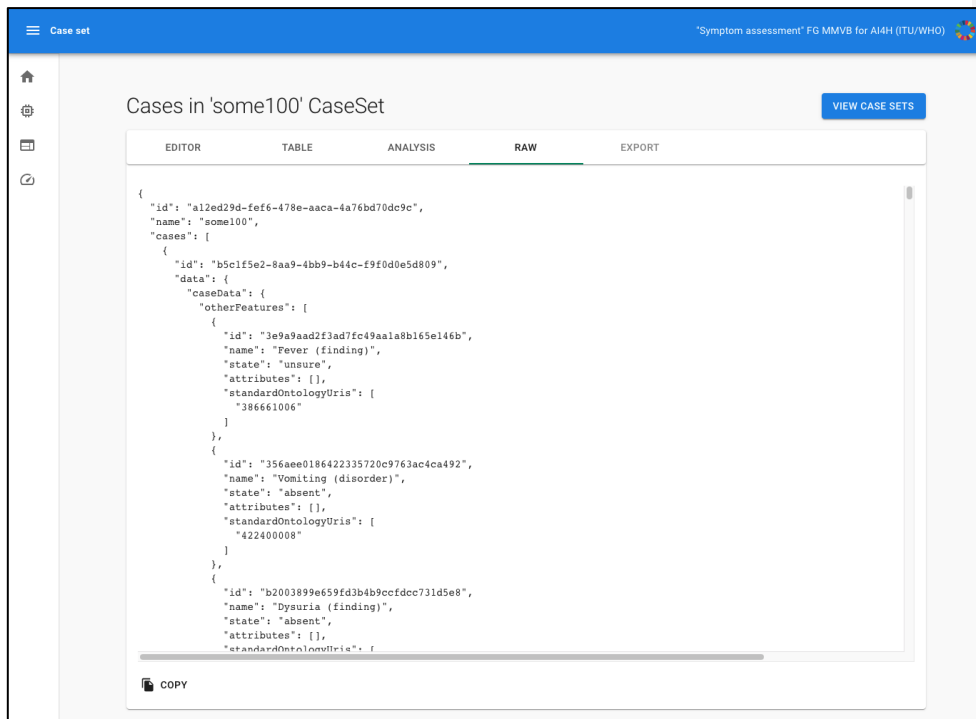 Case set
"Symptom assessment" FG MMVB for AI4H (ITU/WHO)
Cases in 'some100' CaseSet
VIEW CASE SETS
EDITOR TABLE ANALYSIS RAW EXPORT
{
"id": "a12ed29d-fef6-478e-aaca-4a76bd70dc9c",
"name": "some100",
"cases": [
{
"id": "b5c1f5e2-8aa9-4bb9-b44c-f9f0d0e5d809",
"data": {
"caseData": {
"otherFeatures": [
{
"id": "3e9a9aad2f3ad7fc49aa1a8b165e146b",
"name": "Fever (finding)",
"state": "unsure",
"attributes": [],
"standardOntologyUris": [
"386661006"
]
},
{
"id": "356aee0186422335720c9763ac4ca492",
"name": "Vomiting (disorder)",
"state": "absent",
"attributes": [],
"standardOntologyUris": [
"422400008"
]
},
{
"id": "b2003899e659fd3b4b9ccfdcc731d5e8",
"name": "Dysuria (finding)",
"state": "absent",
"attributes": [],
"standardOntologyUris": [
COPY